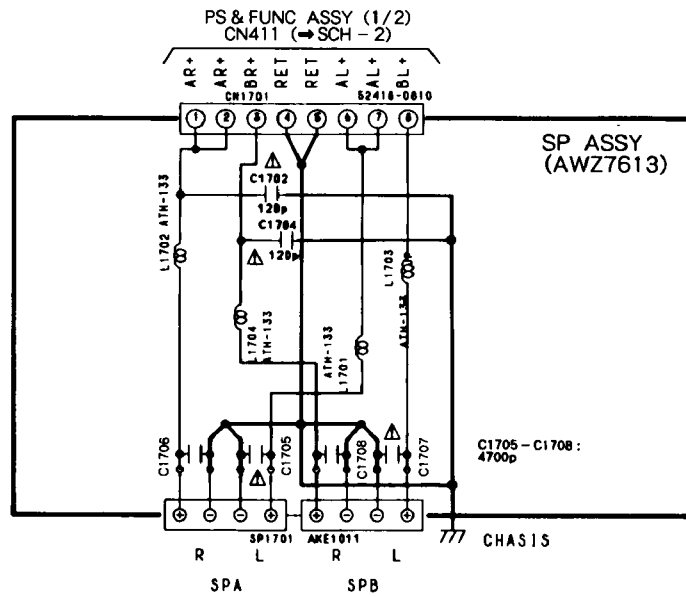 PS & FUNC ASSY (1/2)
CN411 (➡SCH-2)
AR+
AR+
BR+
RET
RET
AL+
AL+
BL+
CN1701
52418-0810
1 2 3 4 5 6 7 8
SP ASSY
(AWZ7613)
C1702
120p
C1704
120p
L1702 ATH-133
L1703
ATH-133
L1704
ATH-133
ATH-133
L1701
C1706
C1705
C1708
C1707
C1705-C1708:
4700p
+ - - + + - - +
SP1701 AKE1011
R L R L
CHASIS
SPA SPB